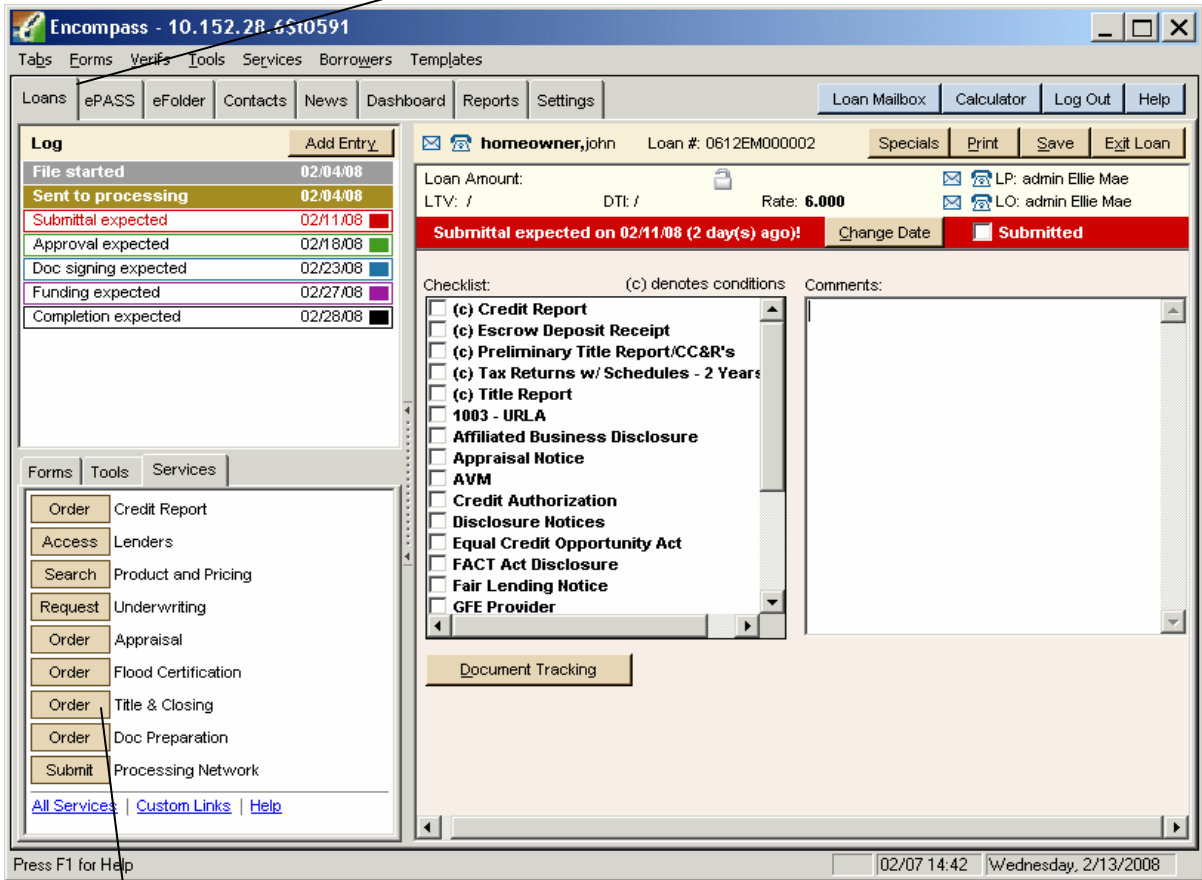 Encompass - 10.152.28.6$t0591
Tabs Forms Verifs Tools Services Borrowers Templates
Loans ePASS eFolder Contacts News Dashboard Reports Settings Loan Mailbox Calculator Log Out Help
Log Add Entry
File started 02/04/08
Sent to processing 02/04/08
Submittal expected 02/11/08
Approval expected 02/18/08
Doc signing expected 02/23/08
Funding expected 02/27/08
Completion expected 02/28/08
Forms Tools Services
Order Credit Report
Access Lenders
Search Product and Pricing
Request Underwriting
Order Appraisal
Order Flood Certification
Order Title & Closing
Order Doc Preparation
Submit Processing Network
All Services | Custom Links | Help
homeowner,john Loan #: 0612EM000002 Specials Print Save Exit Loan
Loan Amount: LP: admin Ellie Mae
LTV: / DTI: / Rate: 6.000 LO: admin Ellie Mae
Submittal expected on 02/11/08 (2 day(s) ago)! Change Date Submitted
Checklist: (c) denotes conditions Comments:
(c) Credit Report
(c) Escrow Deposit Receipt
(c) Preliminary Title Report/CC&R's
(c) Tax Returns w/ Schedules - 2 Years
(c) Title Report
1003 - URLA
Affiliated Business Disclosure
Appraisal Notice
AVM
Credit Authorization
Disclosure Notices
Equal Credit Opportunity Act
FACT Act Disclosure
Fair Lending Notice
GFE Provider
Document Tracking
Press F1 for Help 02/07 14:42 Wednesday, 2/13/2008